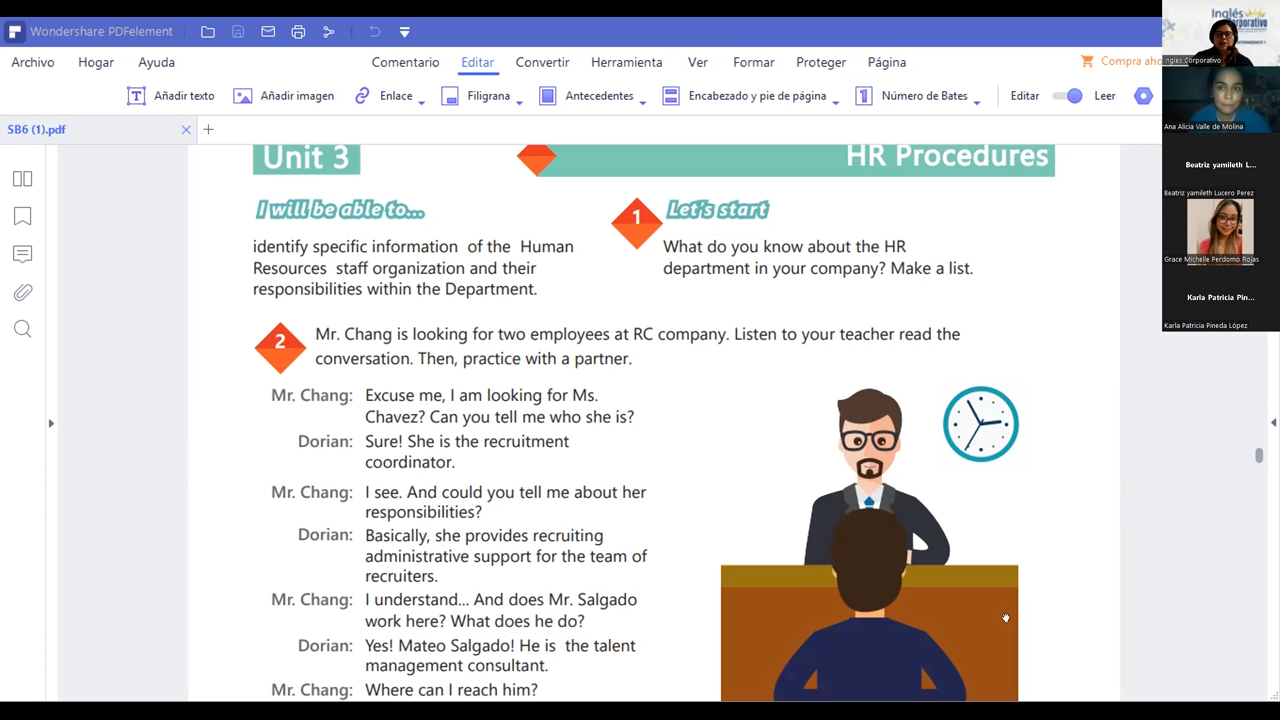 Wondershare PDFelement
Archivo Hogar Ayuda Comentario Editar Convertir Herramienta Ver Formar Proteger Página Compra aho
Añadir texto Añadir imagen Enlace Filigrana Antecedentes Encabezado y pie de página Número de Bates Editar Leer
SB6 (1).pdf
Unit 3
HR Procedures
I will be able to...
identify specific information of the Human
Resources staff organization and their
responsibilities within the Department.
1
Let's start
What do you know about the HR
department in your company? Make a list.
2
Mr. Chang is looking for two employees at RC company. Listen to your teacher read the
conversation. Then, practice with a partner.
Mr. Chang: Excuse me, I am looking for Ms.
Chavez? Can you tell me who she is?
Dorian: Sure! She is the recruitment
coordinator.
Mr. Chang: I see. And could you tell me about her
responsibilities?
Dorian: Basically, she provides recruiting
administrative support for the team of
recruiters.
Mr. Chang: I understand... And does Mr. Salgado
work here? What does he do?
Dorian: Yes! Mateo Salgado! He is the talent
management consultant.
Mr. Chang: Where can I reach him?
Inglés
Corporativo
Ingles Corporativo
Ana Alicia Valle de Molina
Beatriz yamileth L...
Beatriz yamileth Lucero Perez
Grace Michelle Perdomo Rojas
Karla Patricia Pin...
Karla Patricia Pineda López